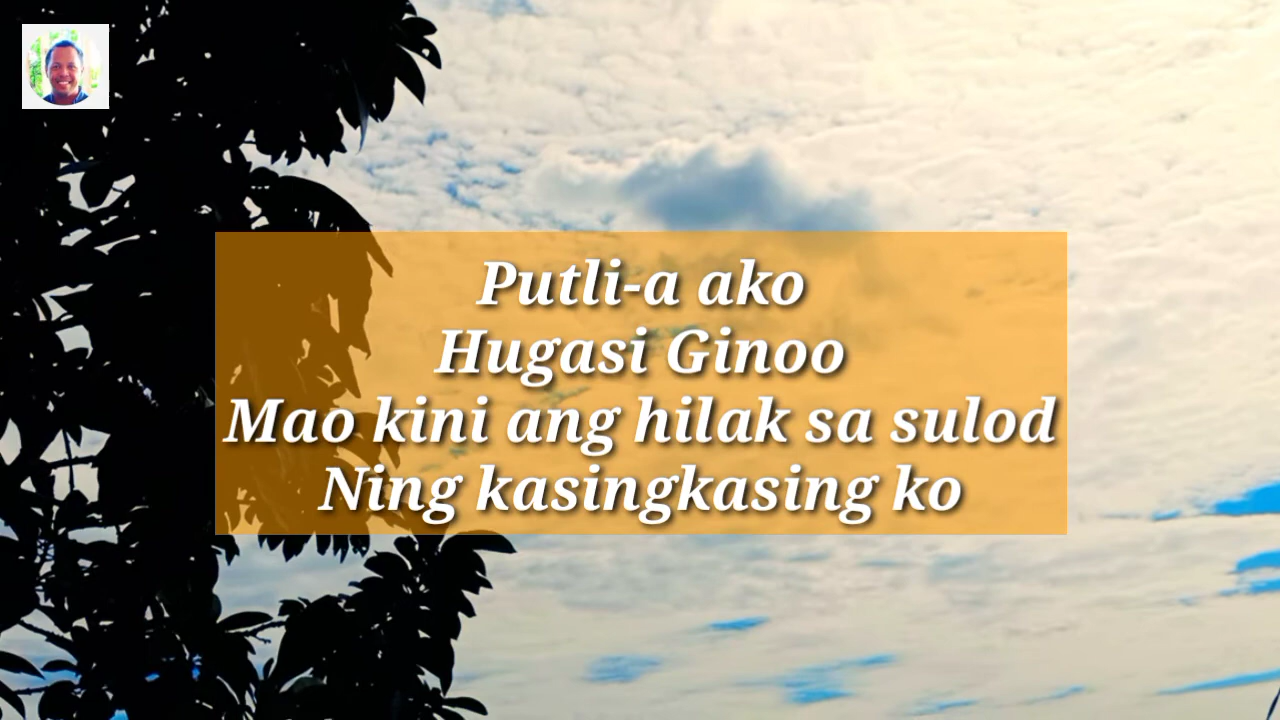 Putli-a ako
Hugasi Ginoo
Mao kini ang hilak sa sulod
Ning kasingkasing ko